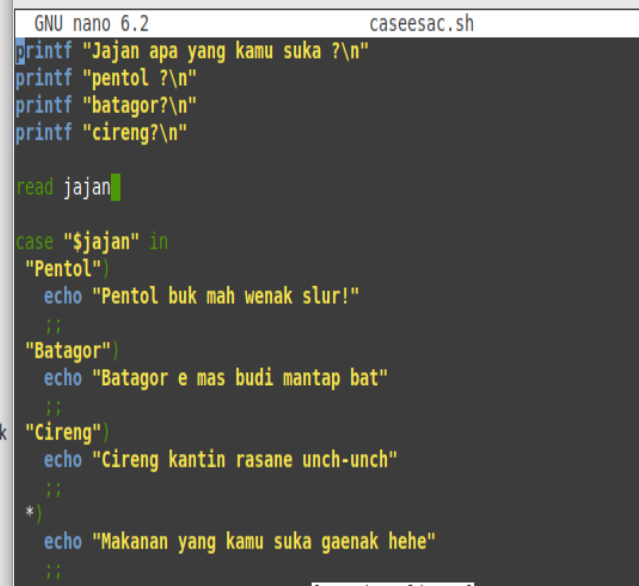 GNU nano 6.2 caseesac.sh
printf "Jajan apa yang kamu suka ?\n"
printf "pentol ?\n"
printf "batagor?\n"
printf "cireng?\n"
read jajan
case "$jajan" in
"Pentol")
echo "Pentol buk mah wenak slur!"
;;
"Batagor")
echo "Batagor e mas budi mantap bat"
;;
k
"Cireng")
echo "Cireng kantin rasane unch-unch"
;;
*)
echo "Makanan yang kamu suka gaenak hehe"
;;